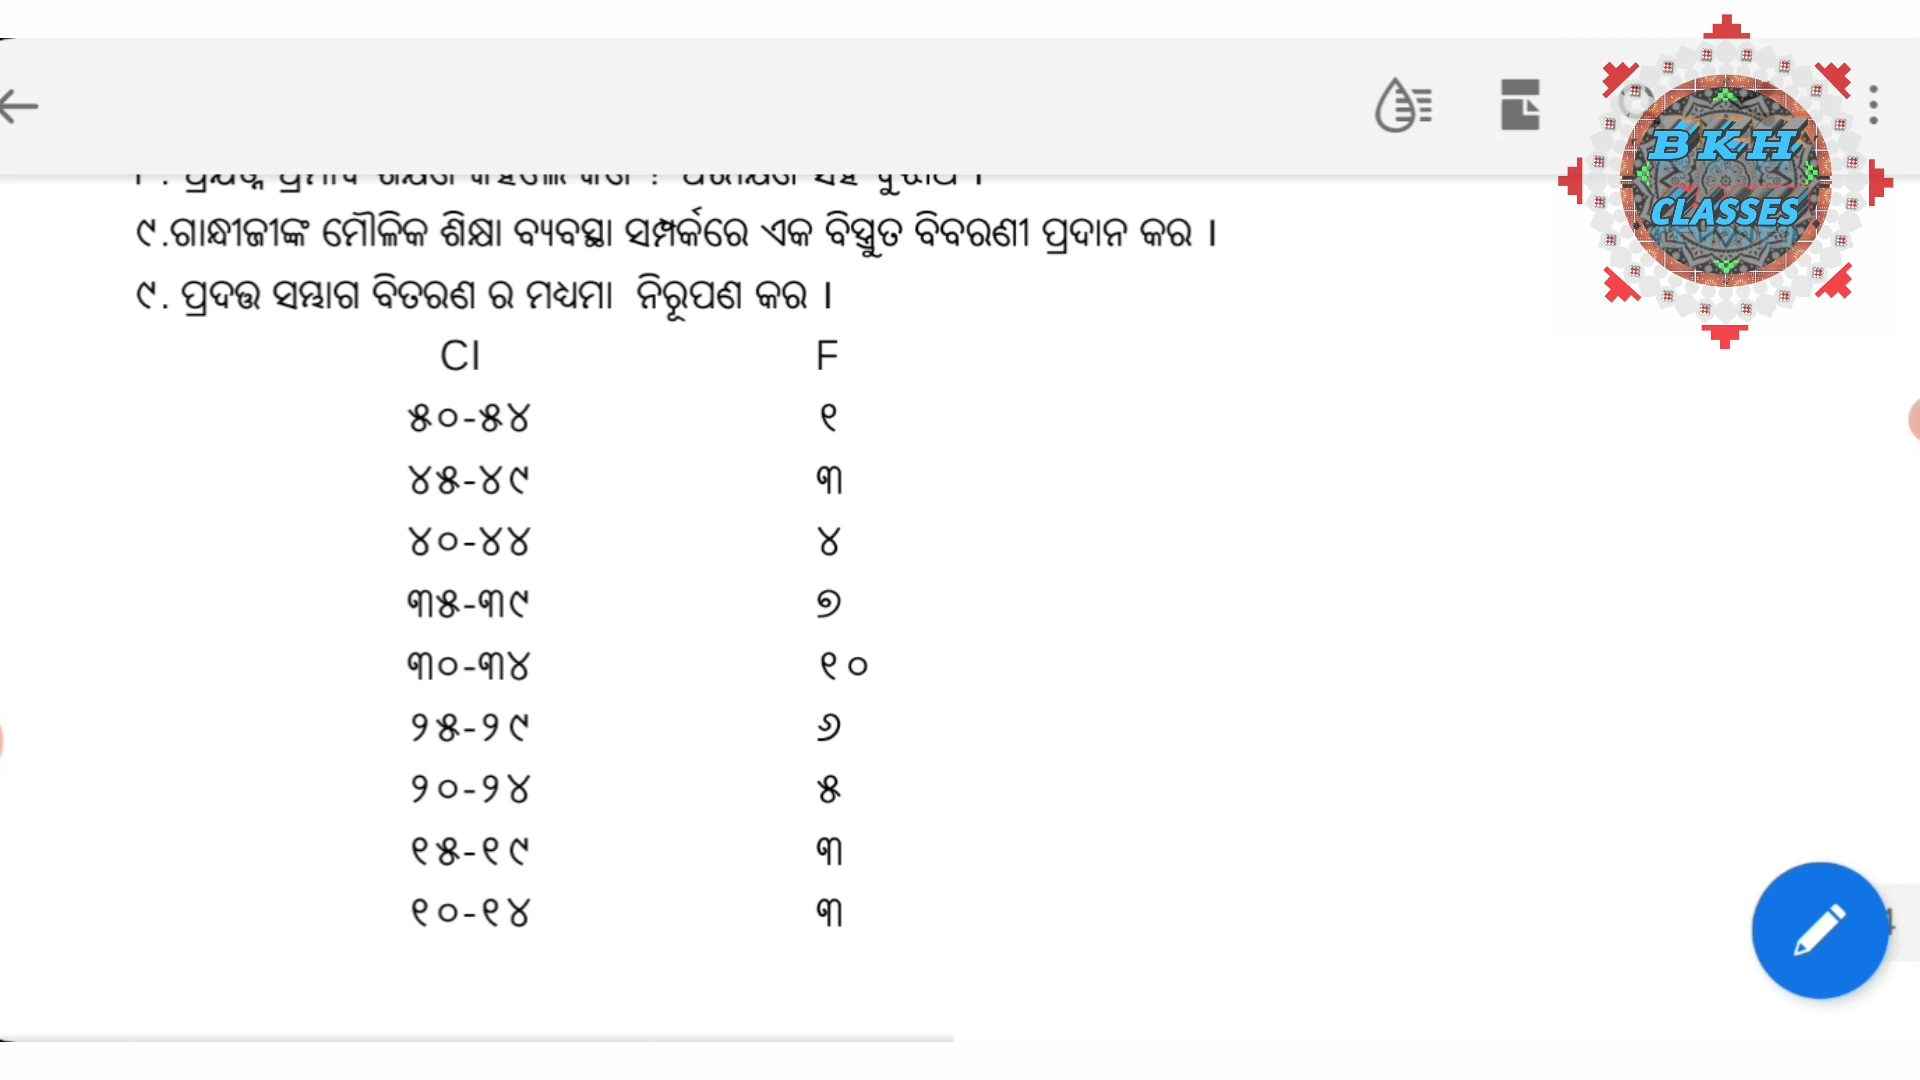 BKH
CLASSES
୯.ଗାନ୍ଧୀଜୀଙ୍କ ମୌଳିକ ଶିକ୍ଷା ବ୍ୟବସ୍ଥା ସମ୍ପର୍କରେ ଏକ ବିସ୍ତୃତ ବିବରଣୀ ପ୍ରଦାନ କର ।
୯. ପ୍ରଦତ୍ତ ସମ୍ଭାଗ ବିତରଣ ର ମଧ୍ୟମା ନିରୂପଣ କର ।
CI F
୫୦-୫୪ ୧
୪୫-୪୯ ୩
୪୦-୪୪ ୪
୩୫-୩୯ ୭
୩୦-୩୪ ୧୦
୨୫-୨୯ ୬
୨୦-୨୪ ୫
୧୫-୧୯ ୩
୧୦-୧୪ ୩